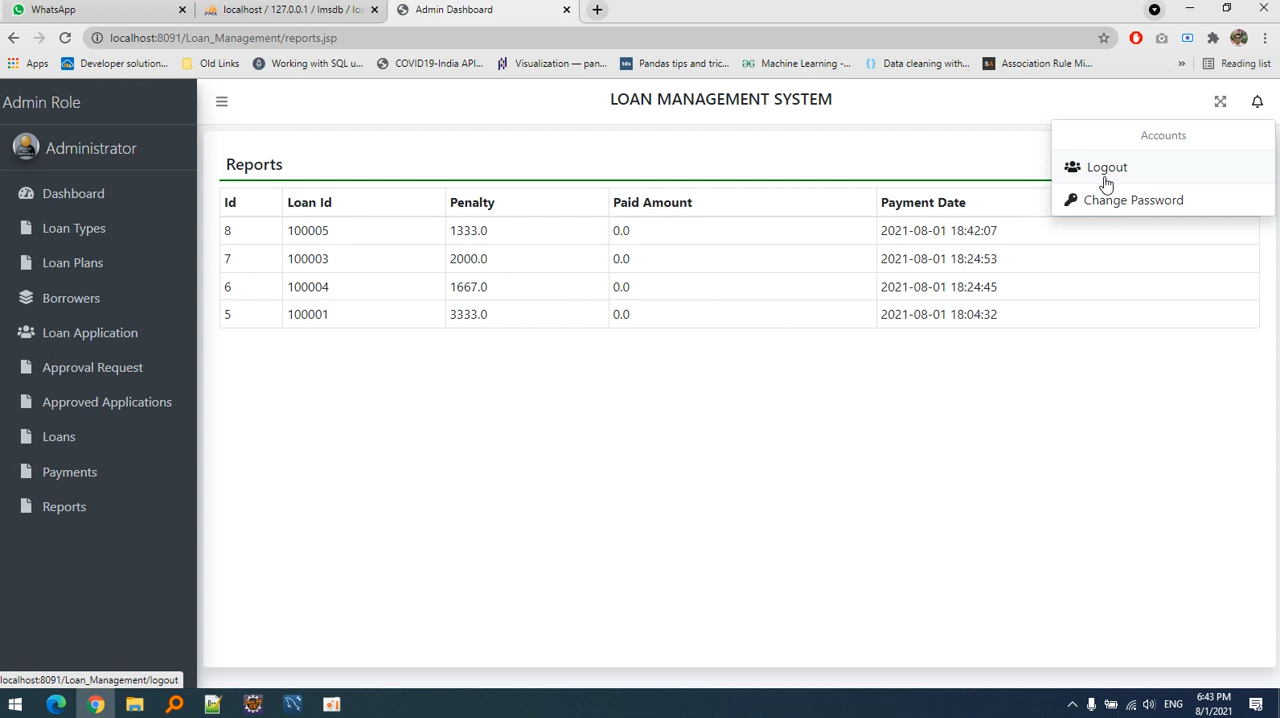 WhatsApp
localhost / 127.0.0.1 / lmsdb / loa
Admin Dashboard
localhost:8091/Loan_Management/reports.jsp
Apps Developer solution... Old Links Working with SQL u... COVID19-India API... Visualization — pan... Pandas tips and tric... Machine Learning -... Data cleaning with... Association Rule Mi... » Reading list
Admin Role
LOAN MANAGEMENT SYSTEM
Administrator
Dashboard
Loan Types
Loan Plans
Borrowers
Loan Application
Approval Request
Approved Applications
Loans
Payments
Reports
Accounts
Logout
Change Password
Reports
Id Loan Id Penalty Paid Amount Payment Date
8 100005 1333.0 0.0 2021-08-01 18:42:07
7 100003 2000.0 0.0 2021-08-01 18:24:53
6 100004 1667.0 0.0 2021-08-01 18:24:45
5 100001 3333.0 0.0 2021-08-01 18:04:32
localhost:8091/Loan_Management/logout
ENG
6:43 PM
8/1/2021